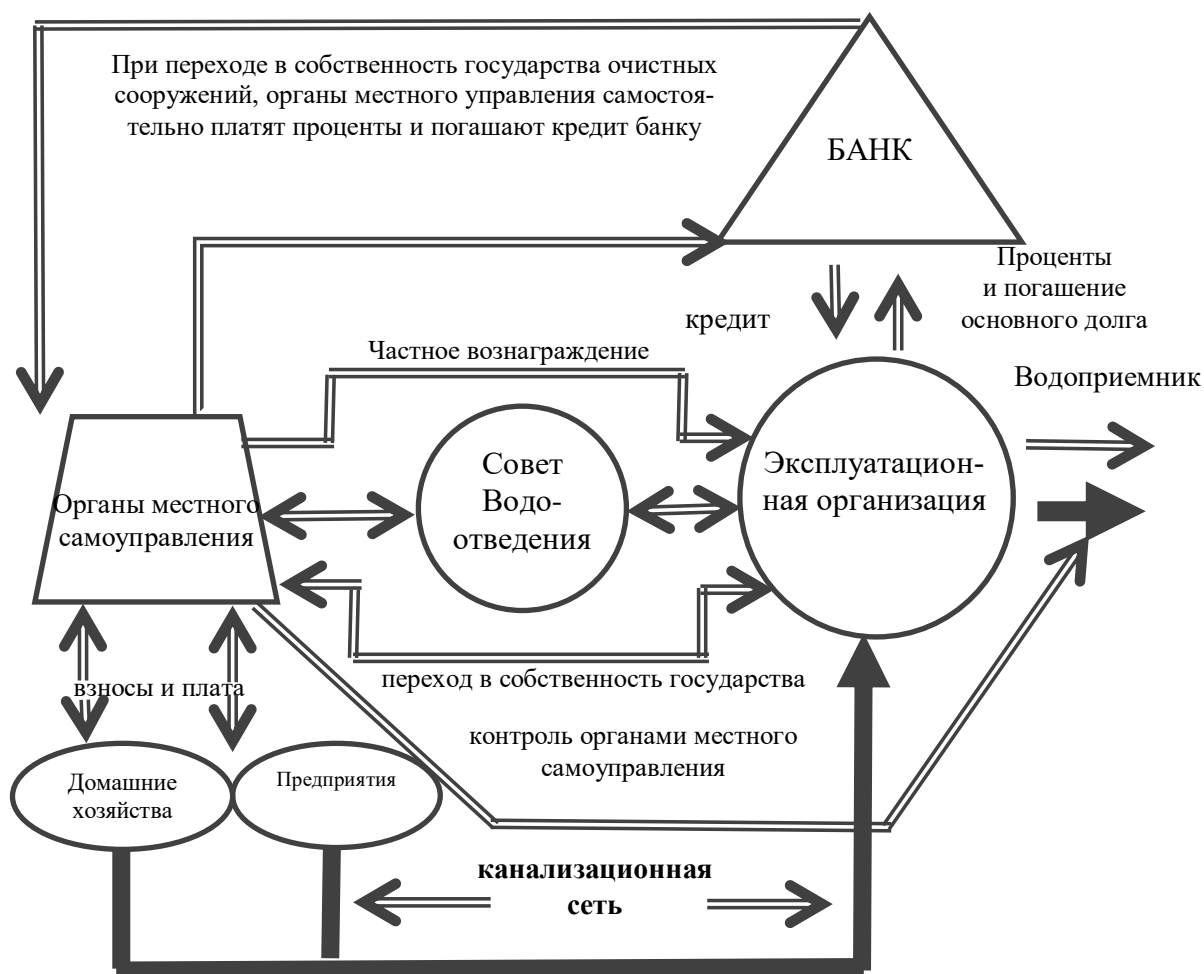 При переходе в собственность государства очистных
сооружений, органы местного управления самостоя-
тельно платят проценты и погашают кредит банку
БАНК
Проценты
и погашение
основного долга
кредит
Частное вознаграждение
Водоприемник
Органы местного
самоуправления
Совет
Водо-
отведения
Эксплуатацион-
ная организация
взносы и плата
переход в собственность государства
контроль органами местного
самоуправления
Домашние
хозяйства
Предприятия
канализационная
сеть